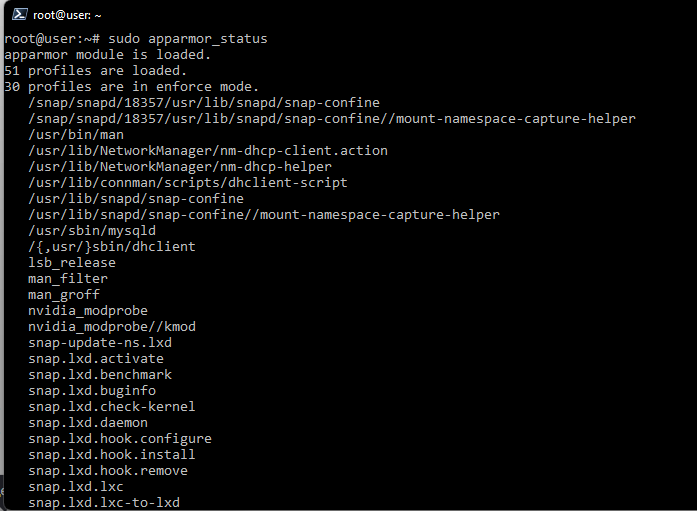 root@user: ~
root@user:~# sudo apparmor_status
apparmor module is loaded.
51 profiles are loaded.
30 profiles are in enforce mode.
   /snap/snapd/18357/usr/lib/snapd/snap-confine
   /snap/snapd/18357/usr/lib/snapd/snap-confine//mount-namespace-capture-helper
   /usr/bin/man
   /usr/lib/NetworkManager/nm-dhcp-client.action
   /usr/lib/NetworkManager/nm-dhcp-helper
   /usr/lib/connman/scripts/dhclient-script
   /usr/lib/snapd/snap-confine
   /usr/lib/snapd/snap-confine//mount-namespace-capture-helper
   /usr/sbin/mysqld
   /{,usr/}sbin/dhclient
   lsb_release
   man_filter
   man_groff
   nvidia_modprobe
   nvidia_modprobe//kmod
   snap-update-ns.lxd
   snap.lxd.activate
   snap.lxd.benchmark
   snap.lxd.buginfo
   snap.lxd.check-kernel
   snap.lxd.daemon
   snap.lxd.hook.configure
   snap.lxd.hook.install
   snap.lxd.hook.remove
   snap.lxd.lxc
   snap.lxd.lxc-to-lxd